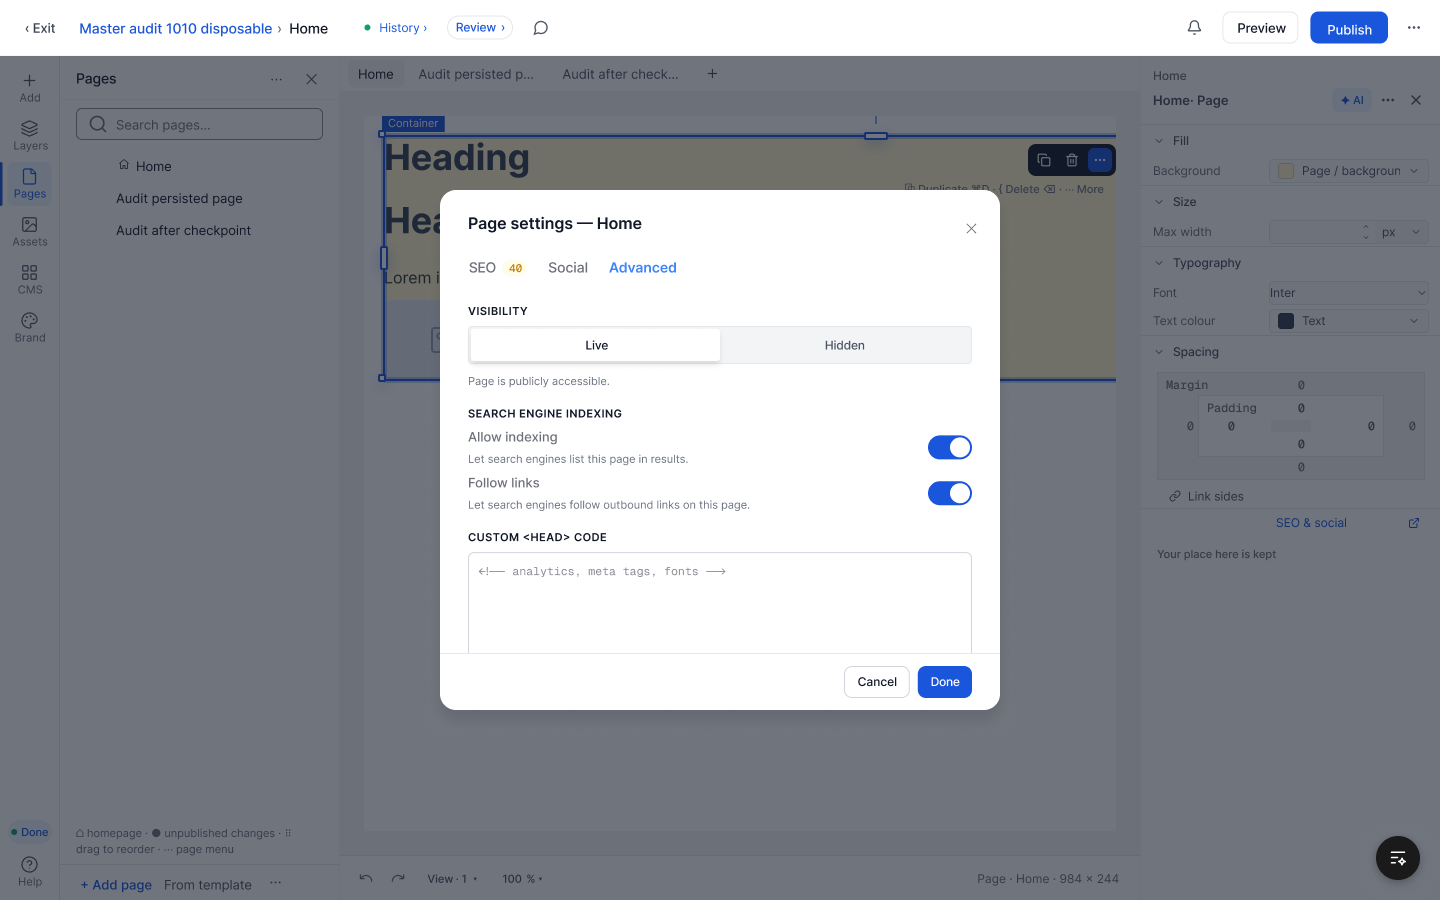 ‹ Exit
Master audit 1010 disposable › Home
History ›
Review ›
Preview
Publish
Add
Layers
Pages
Assets
CMS
Brand
Done
Help
Pages
Search pages...
Home
Audit persisted page
Audit after checkpoint
homepage · ● unpublished changes · ⠿
drag to reorder · ··· page menu
+ Add page
From template
Home
Audit persisted p...
Audit after check...
+
Container
Heading
Duplicate ⌘D · { Delete ⌫ · ··· More
He
Lorem i
Page settings — Home
SEO 40
Social
Advanced
VISIBILITY
Live
Hidden
Page is publicly accessible.
SEARCH ENGINE INDEXING
Allow indexing
Let search engines list this page in results.
Follow links
Let search engines follow outbound links on this page.
CUSTOM <HEAD> CODE
<!-- analytics, meta tags, fonts -->
Cancel
Done
View · 1
100 %
Page · Home · 984 × 244
Home
Home· Page
AI
Fill
Background
Page / backgroun
Size
Max width
px
Typography
Font
Inter
Text colour
Text
Spacing
Margin 0
Padding 0
0 0 0 0
0
0
Link sides
SEO & social
Your place here is kept